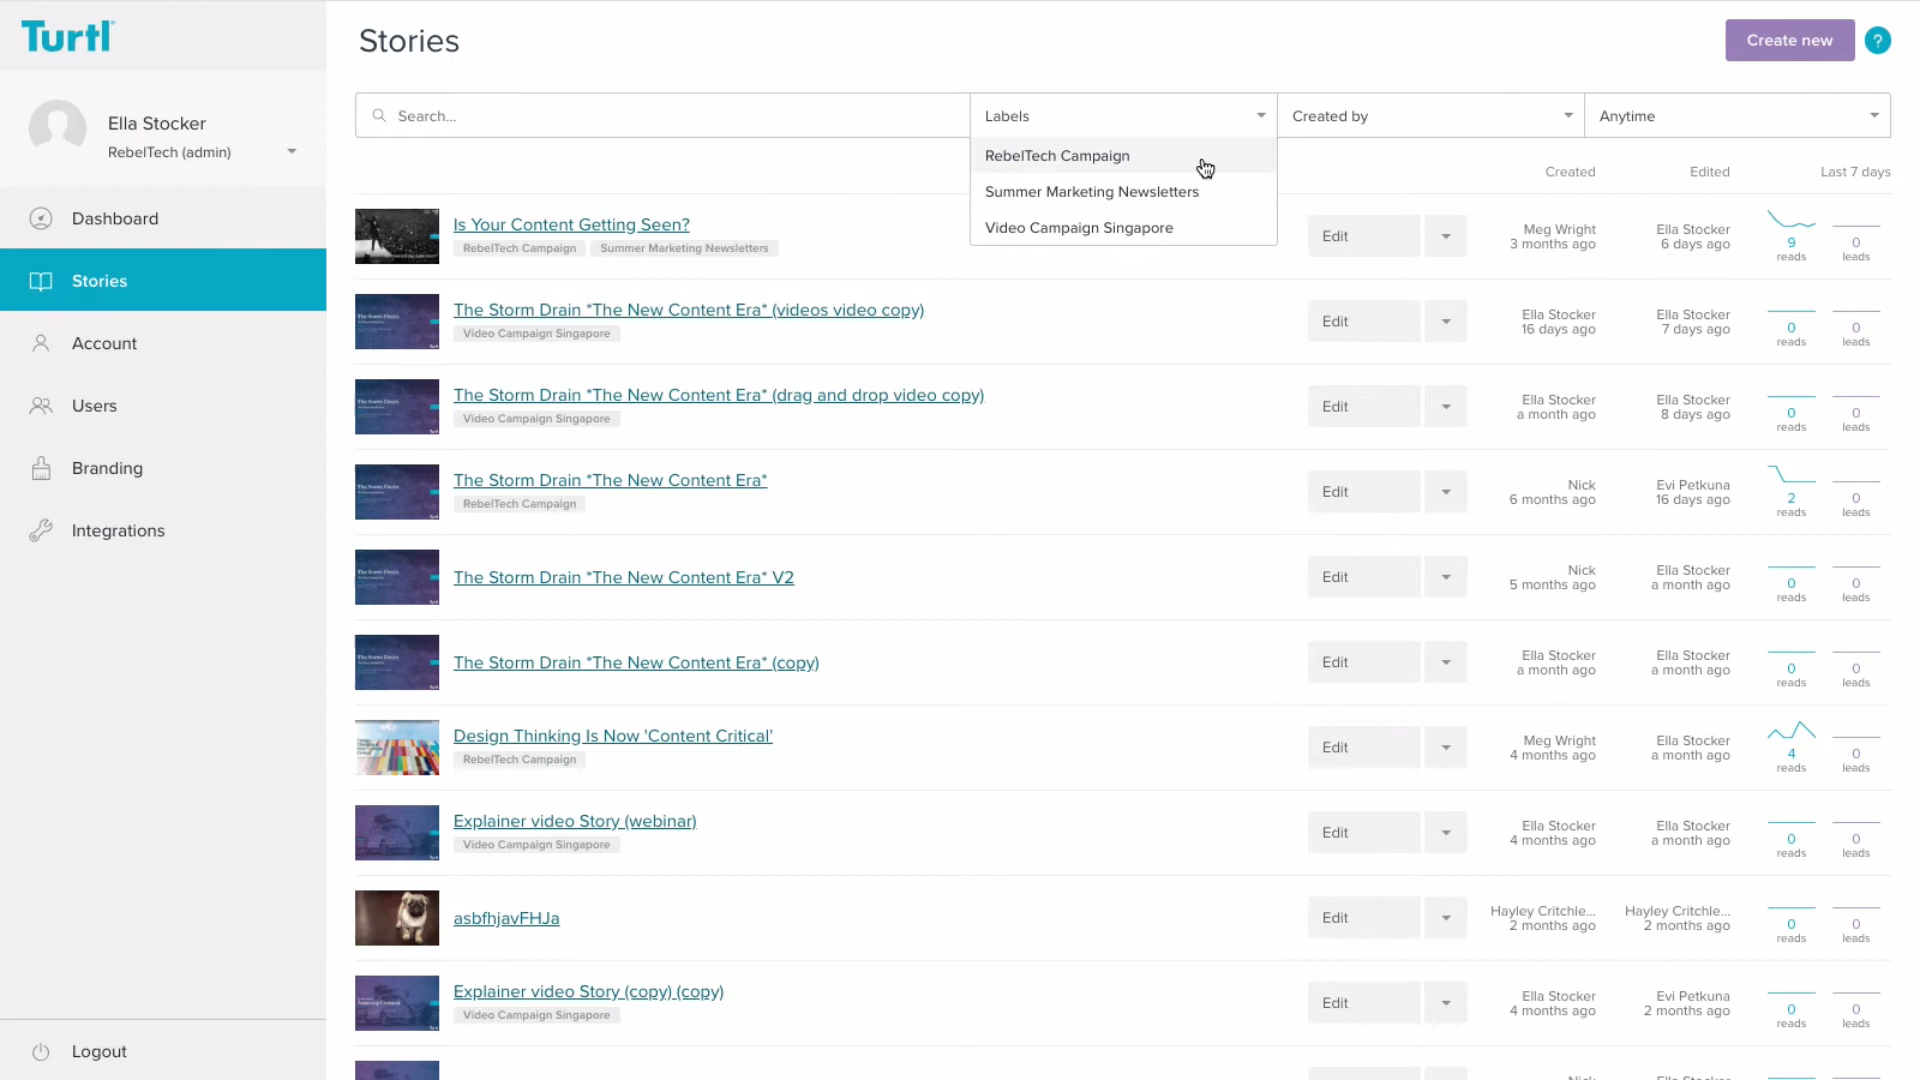 Turtl
Stories
Create new
?
Ella Stocker
RebelTech (admin)
Search...
Labels
Created by
Anytime
RebelTech Campaign
Summer Marketing Newsletters
Video Campaign Singapore
Created
Edited
Last 7 days
Dashboard
Stories
Account
Users
Branding
Integrations
Logout
Is Your Content Getting Seen?
RebelTech Campaign
Summer Marketing Newsletters
Edit
Meg Wright
3 months ago
Ella Stocker
6 days ago
9
reads
0
leads
The Storm Drain *The New Content Era* (videos video copy)
Video Campaign Singapore
Edit
Ella Stocker
16 days ago
Ella Stocker
7 days ago
0
reads
0
leads
The Storm Drain *The New Content Era* (drag and drop video copy)
Video Campaign Singapore
Edit
Ella Stocker
a month ago
Ella Stocker
8 days ago
0
reads
0
leads
The Storm Drain *The New Content Era*
RebelTech Campaign
Edit
Nick
6 months ago
Evi Petkuna
16 days ago
2
reads
0
leads
The Storm Drain *The New Content Era* V2
Edit
Nick
5 months ago
Ella Stocker
a month ago
0
reads
0
leads
The Storm Drain *The New Content Era* (copy)
Edit
Ella Stocker
a month ago
Ella Stocker
a month ago
0
reads
0
leads
Design Thinking Is Now 'Content Critical'
RebelTech Campaign
Edit
Meg Wright
4 months ago
Ella Stocker
a month ago
4
reads
0
leads
Explainer video Story (webinar)
Video Campaign Singapore
Edit
Ella Stocker
4 months ago
Ella Stocker
a month ago
0
reads
0
leads
asbfhjavFHJa
Edit
Hayley Critchle...
2 months ago
Hayley Critchle...
2 months ago
0
reads
0
leads
Explainer video Story (copy) (copy)
Video Campaign Singapore
Edit
Ella Stocker
4 months ago
Evi Petkuna
2 months ago
0
reads
0
leads